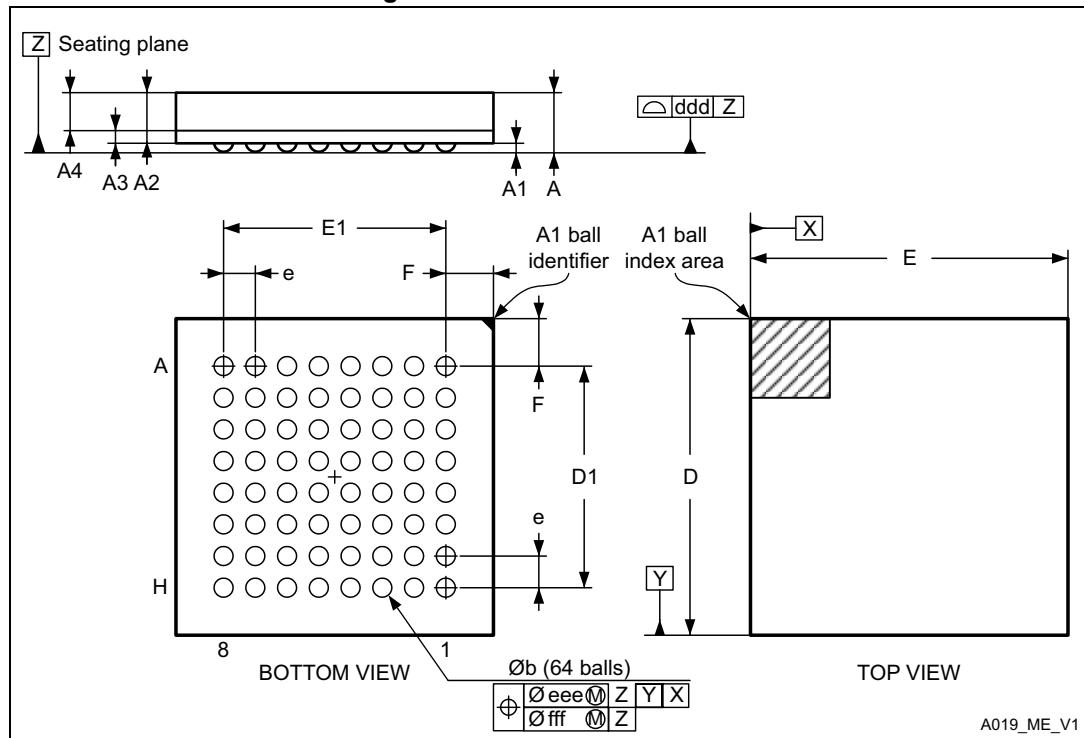 Z Seating plane
ddd Z
A4
A3 A2
A1 A
E1
A1 ball
identifier
A1 ball
index area
X
E
e
F
A
F
D1
D
e
H
Y
8
1
BOTTOM VIEW
Øb (64 balls)
TOP VIEW
Ø eee Ⓜ Z Y X
Ø fff Ⓜ Z
A019_ME_V1